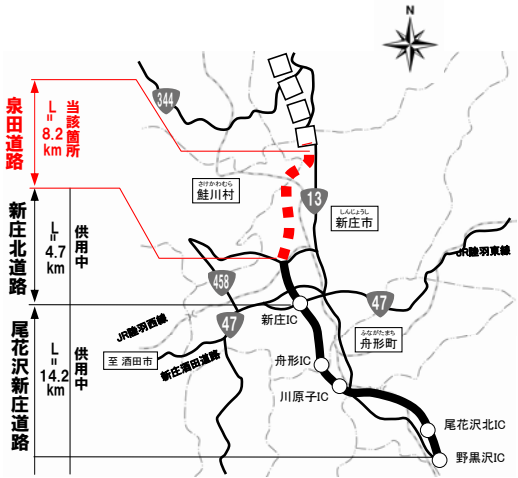 N
泉田道路
L=8.2km
当該箇所
新庄北道路
L=4.7km
供用中
尾花沢新庄道路
L=14.2km
供用中
344
さけかわむら
鮭川村
13
しんじょうし
新庄市
JR陸羽東線
458
47
47
新庄IC
ふながたまち
舟形町
JR陸羽西線
至 酒田市
新庄酒田道路
舟形IC
川原子IC
尾花沢北IC
野黒沢IC